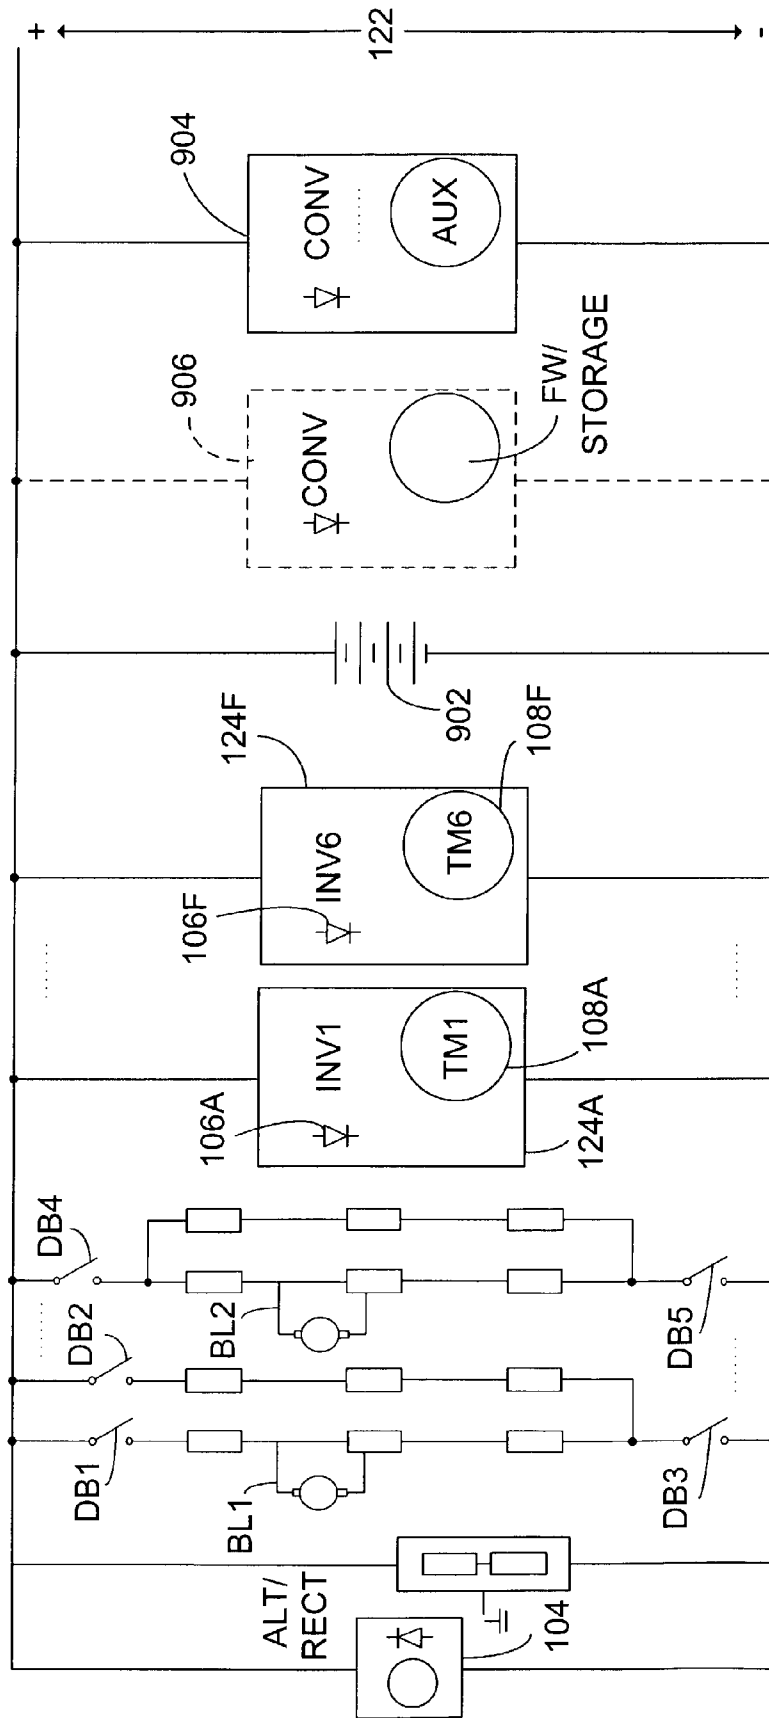 +
122
-
904
CONV
AUX
906
CONV
FW/
STORAGE
902
124F
INV6
TM6
106F
108F
INV1
TM1
106A
108A
124A
DB4
DB2
DB1
BL2
BL1
DB5
DB3
ALT/
RECT
104